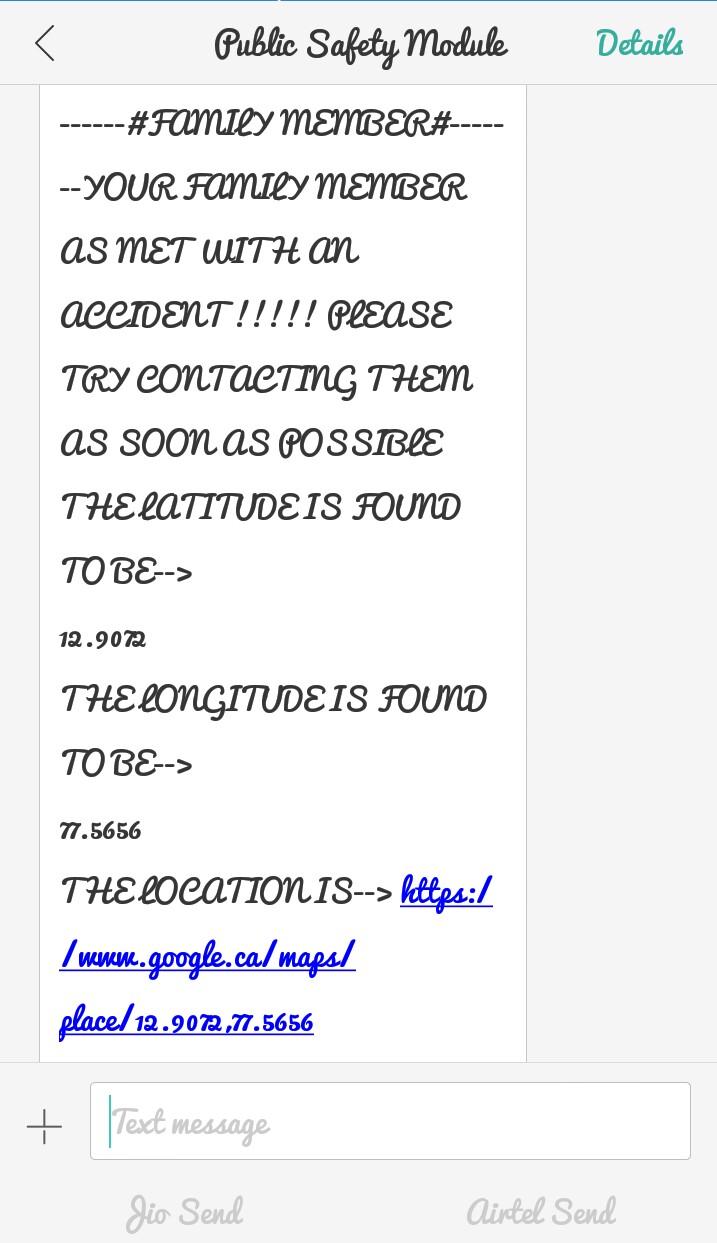 Public Safety Module
Details
------#FAMILY MEMBER#-----
--YOUR FAMILY MEMBER
AS MET WITH AN
ACCIDENT!!!!! PLEASE
TRY CONTACTING THEM
AS SOON AS POSSIBLE
THE LATITUDE IS FOUND
TO BE-->
12.9072
THE LONGITUDE IS FOUND
TO BE-->
77.5656
THE LOCATION IS--> https:/
/www.google.ca/maps/
place/12.9072,77.5656
Text message
Jio Send
Airtel Send